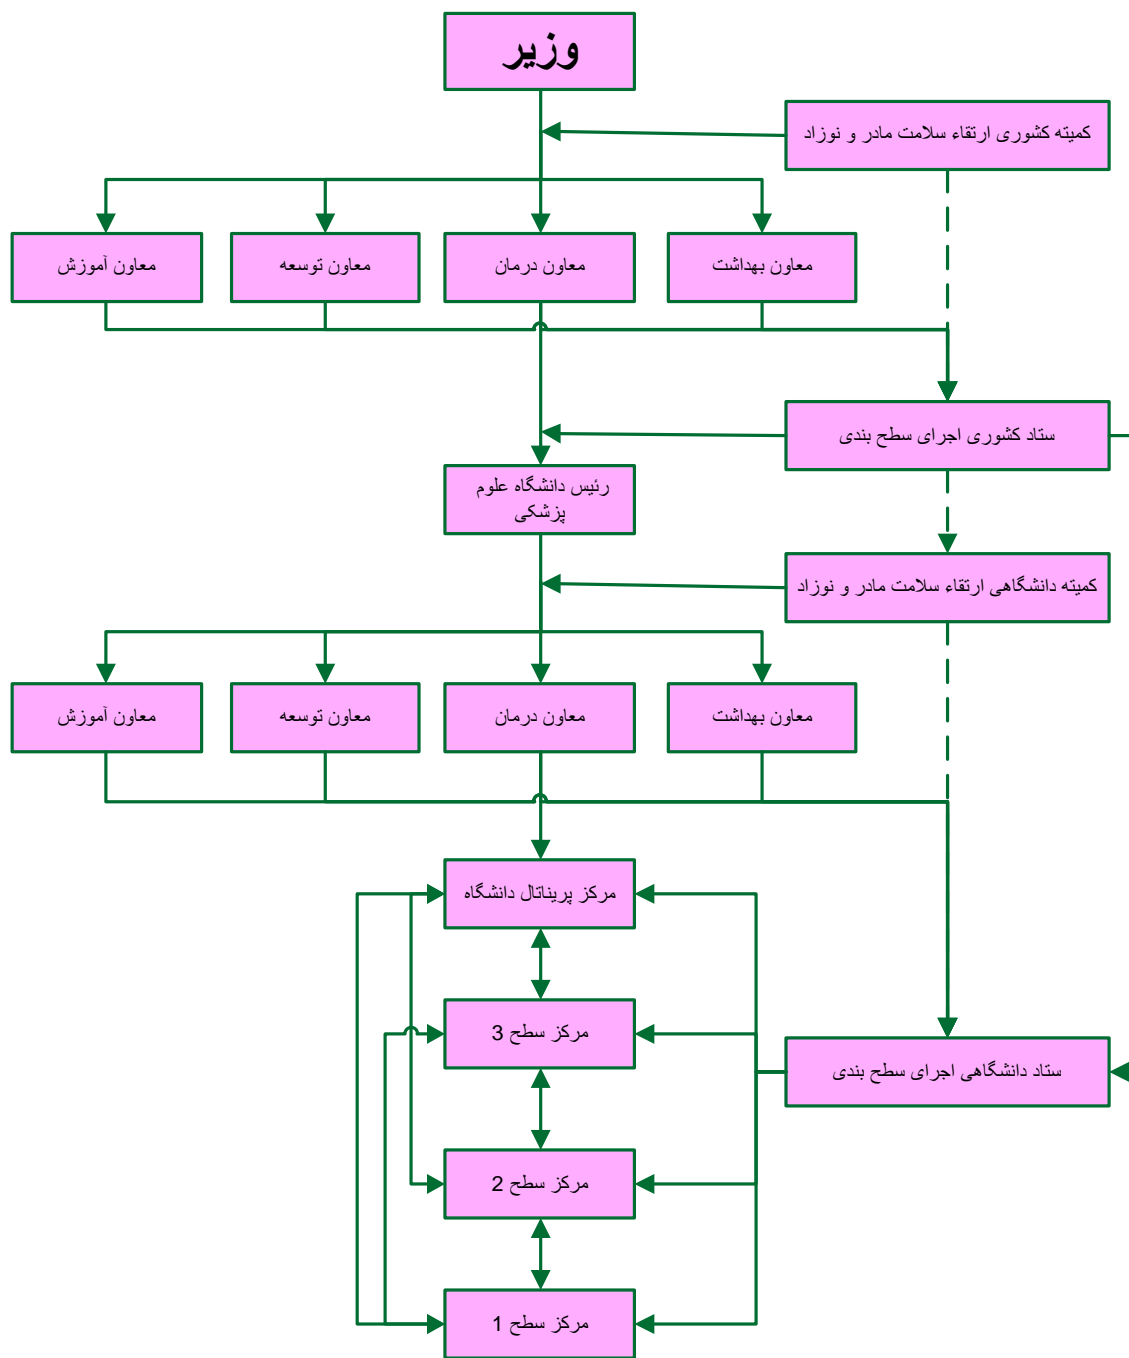 وزیر
کمیته کشوری ارتقاء سلامت مادر و نوزاد
معاون بهداشت
معاون درمان
معاون توسعه
معاون آموزش
ستاد کشوری اجرای سطح بندی
رئیس دانشگاه علوم
پزشکی
کمیته دانشگاهی ارتقاء سلامت مادر و نوزاد
معاون بهداشت
معاون درمان
معاون توسعه
معاون آموزش
مرکز پریناتال دانشگاه
مرکز سطح 3
ستاد دانشگاهی اجرای سطح بندی
مرکز سطح 2
مرکز سطح 1